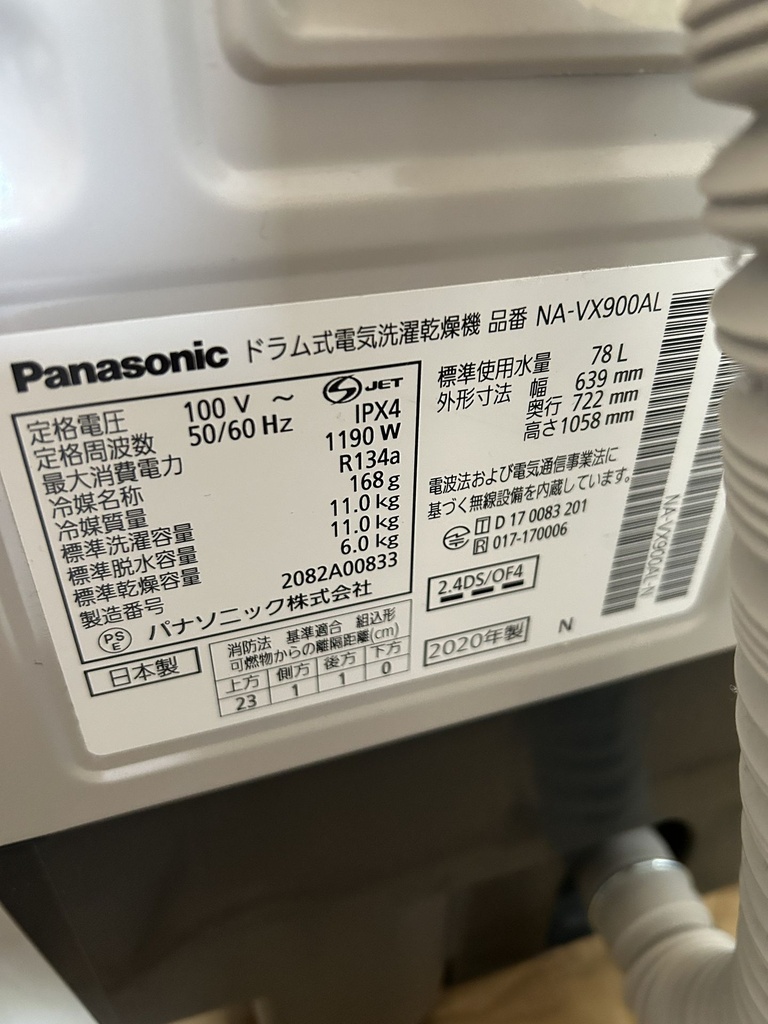 Panasonic ドラム式電気洗濯乾燥機 品番 NA-VX900AL
定格電圧 100 V ～ S JET
定格周波数 50/60 Hz IPX4
最大消費電力 1190 W
冷媒名称 R134a
冷媒質量 168 g
標準洗濯容量 11.0 kg
標準脱水容量 11.0 kg
標準乾燥容量 6.0 kg
製造番号 2082A00833
PSE パナソニック株式会社
日本製
消防法 基準適合 組込形
可燃物からの離隔距離(cm)
上方 側方 後方 下方
23 1 1 0
標準使用水量 78 L
外形寸法 幅 639 mm
奥行 722 mm
高さ 1058 mm
電波法および電気通信事業法に
基づく無線設備を内蔵しています。
T D 17 0083 201
R 017-170006
2.4DS/OF4
2020年製 N
NA-VX900AL-N